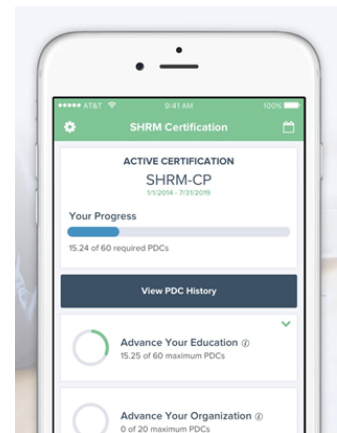 AT&T 9:41 AM 100%
SHRM Certification
ACTIVE CERTIFICATION
SHRM-CP
1/1/2014 - 7/31/2019
Your Progress
15.24 of 60 required PDCs
View PDC History
Advance Your Education
15.25 of 60 maximum PDCs
Advance Your Organization
0 of 20 maximum PDCs